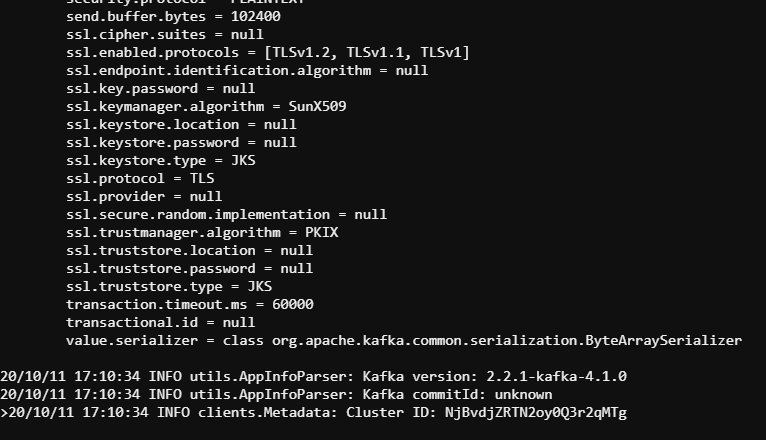 security.protocol = PLAINTEXT
send.buffer.bytes = 102400
ssl.cipher.suites = null
ssl.enabled.protocols = [TLSv1.2, TLSv1.1, TLSv1]
ssl.endpoint.identification.algorithm = null
ssl.key.password = null
ssl.keymanager.algorithm = SunX509
ssl.keystore.location = null
ssl.keystore.password = null
ssl.keystore.type = JKS
ssl.protocol = TLS
ssl.provider = null
ssl.secure.random.implementation = null
ssl.trustmanager.algorithm = PKIX
ssl.truststore.location = null
ssl.truststore.password = null
ssl.truststore.type = JKS
transaction.timeout.ms = 60000
transactional.id = null
value.serializer = class org.apache.kafka.common.serialization.ByteArraySerializer
20/10/11 17:10:34 INFO utils.AppInfoParser: Kafka version: 2.2.1-kafka-4.1.0
20/10/11 17:10:34 INFO utils.AppInfoParser: Kafka commitId: unknown
>20/10/11 17:10:34 INFO clients.Metadata: Cluster ID: NjBvdjZRTN2oy0Q3r2qMTg